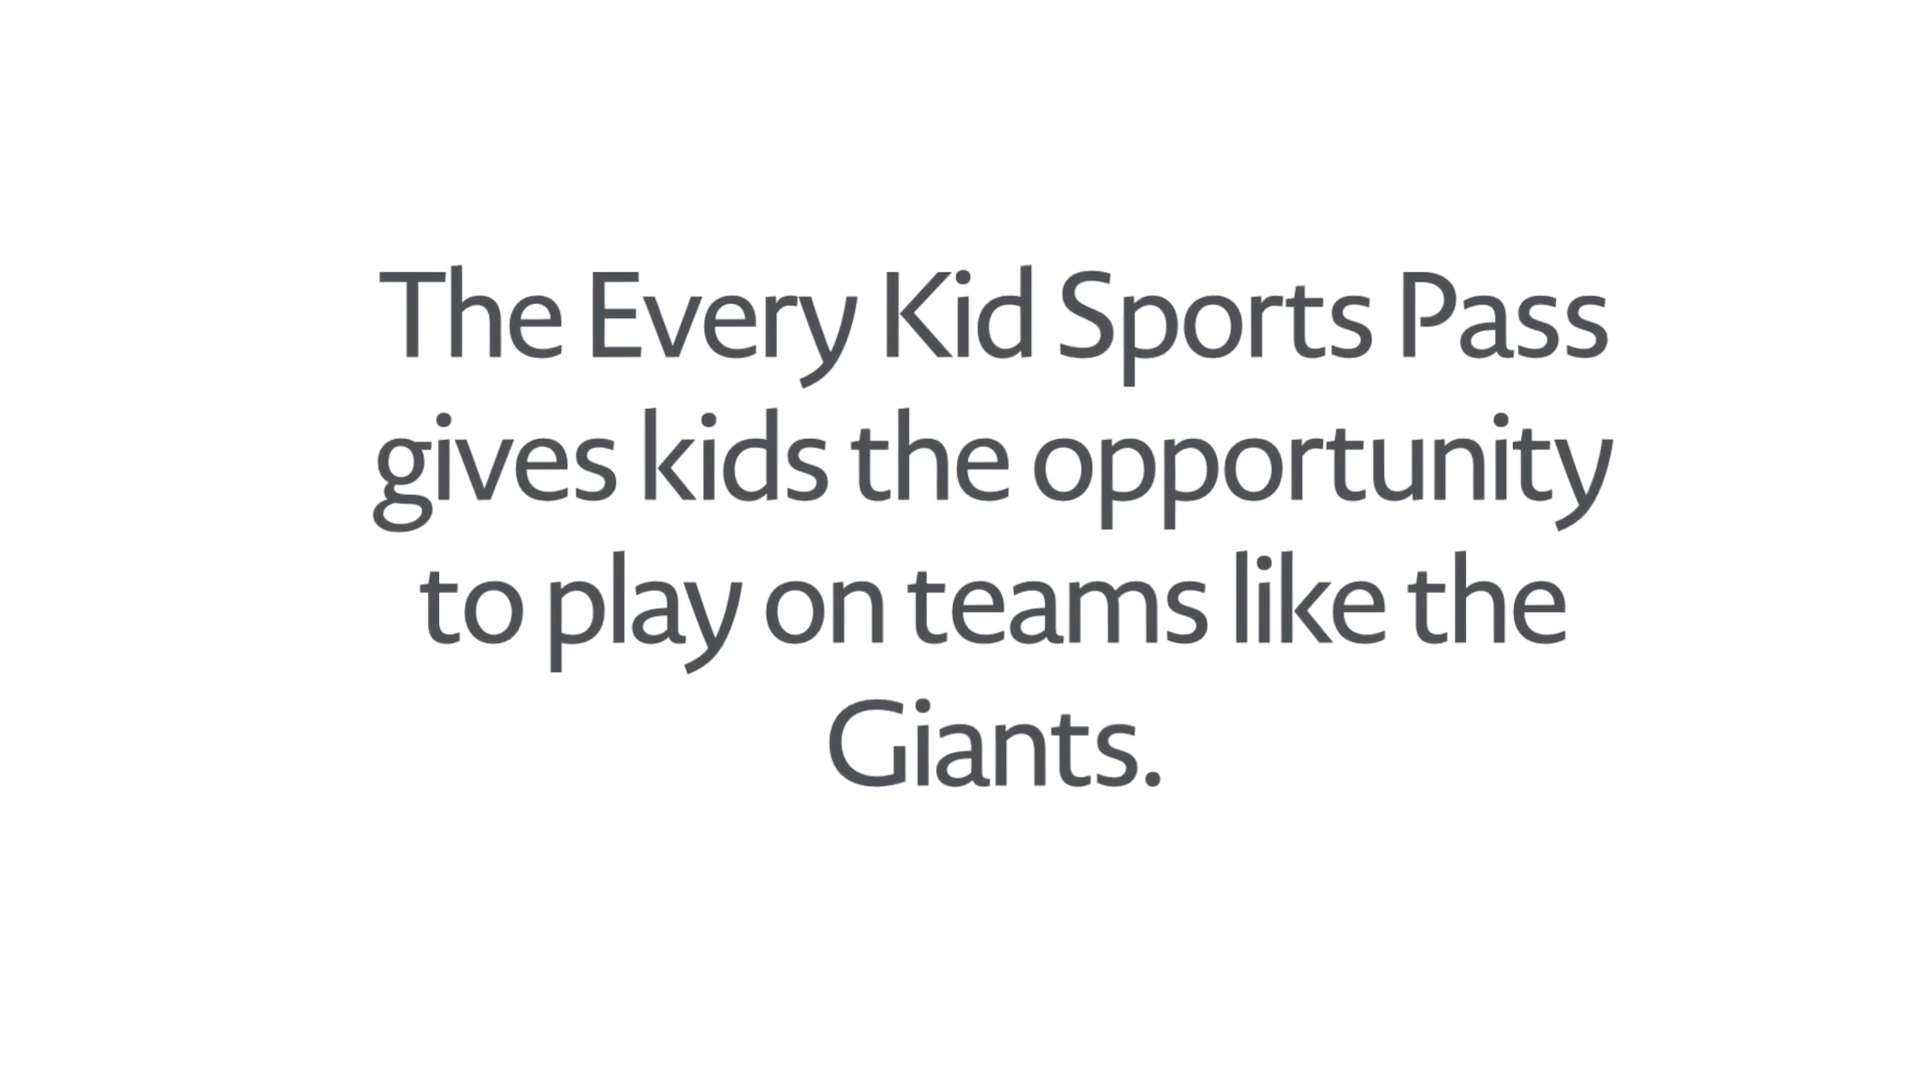 The Every Kid Sports Pass
gives kids the opportunity
to play on teams like the
Giants.